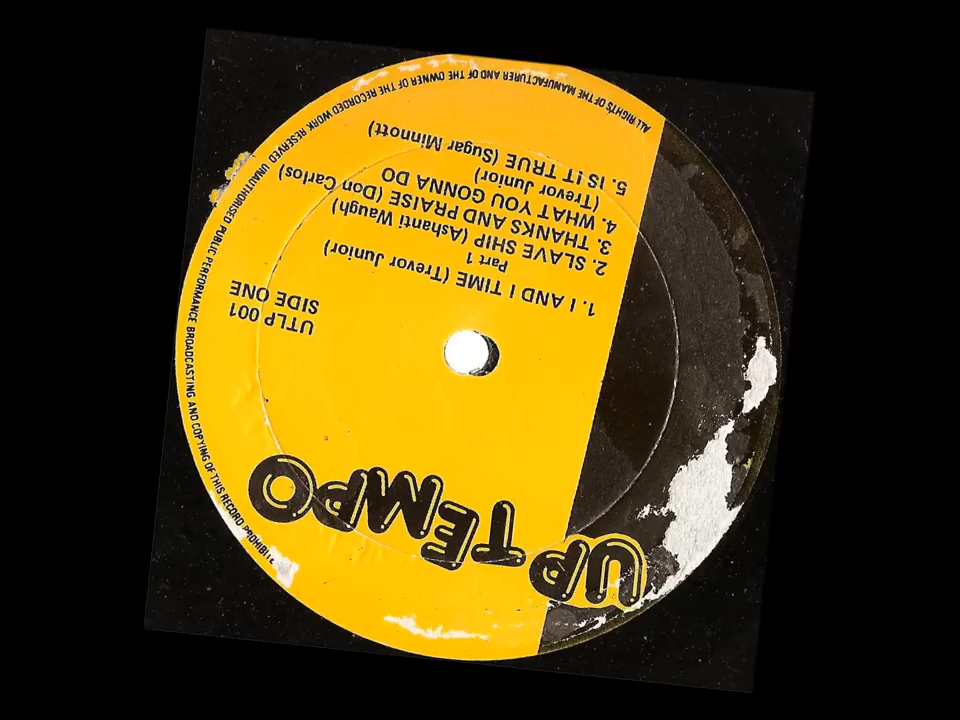 UP TEMPO
UTLP 001
SIDE ONE
1. I AND I TIME (Trevor Junior)
Part 1
2. SLAVE SHIP (Ashanti Waugh)
3. THANKS AND PRAISE (Don Carlos)
4. WHAT YOU GONNA DO
(Trevor Junior)
5. IS IT TRUE (Sugar Minnott)
ALL RIGHTS OF THE MANUFACTURER AND OF THE OWNER OF THE RECORDED WORK RESERVED UNAUTHORISED PUBLIC PERFORMANCE BROADCASTING AND COPYING OF THIS RECORD PROHIBITE